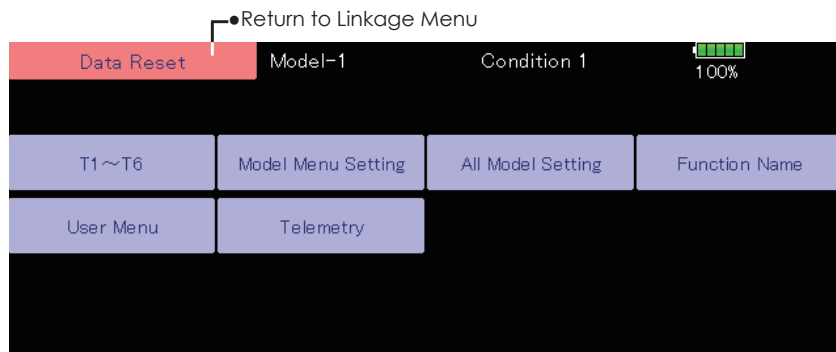 ●Return to Linkage Menu
Data Reset Model-1 Condition 1 100%
T1～T6 Model Menu Setting All Model Setting Function Name
User Menu Telemetry